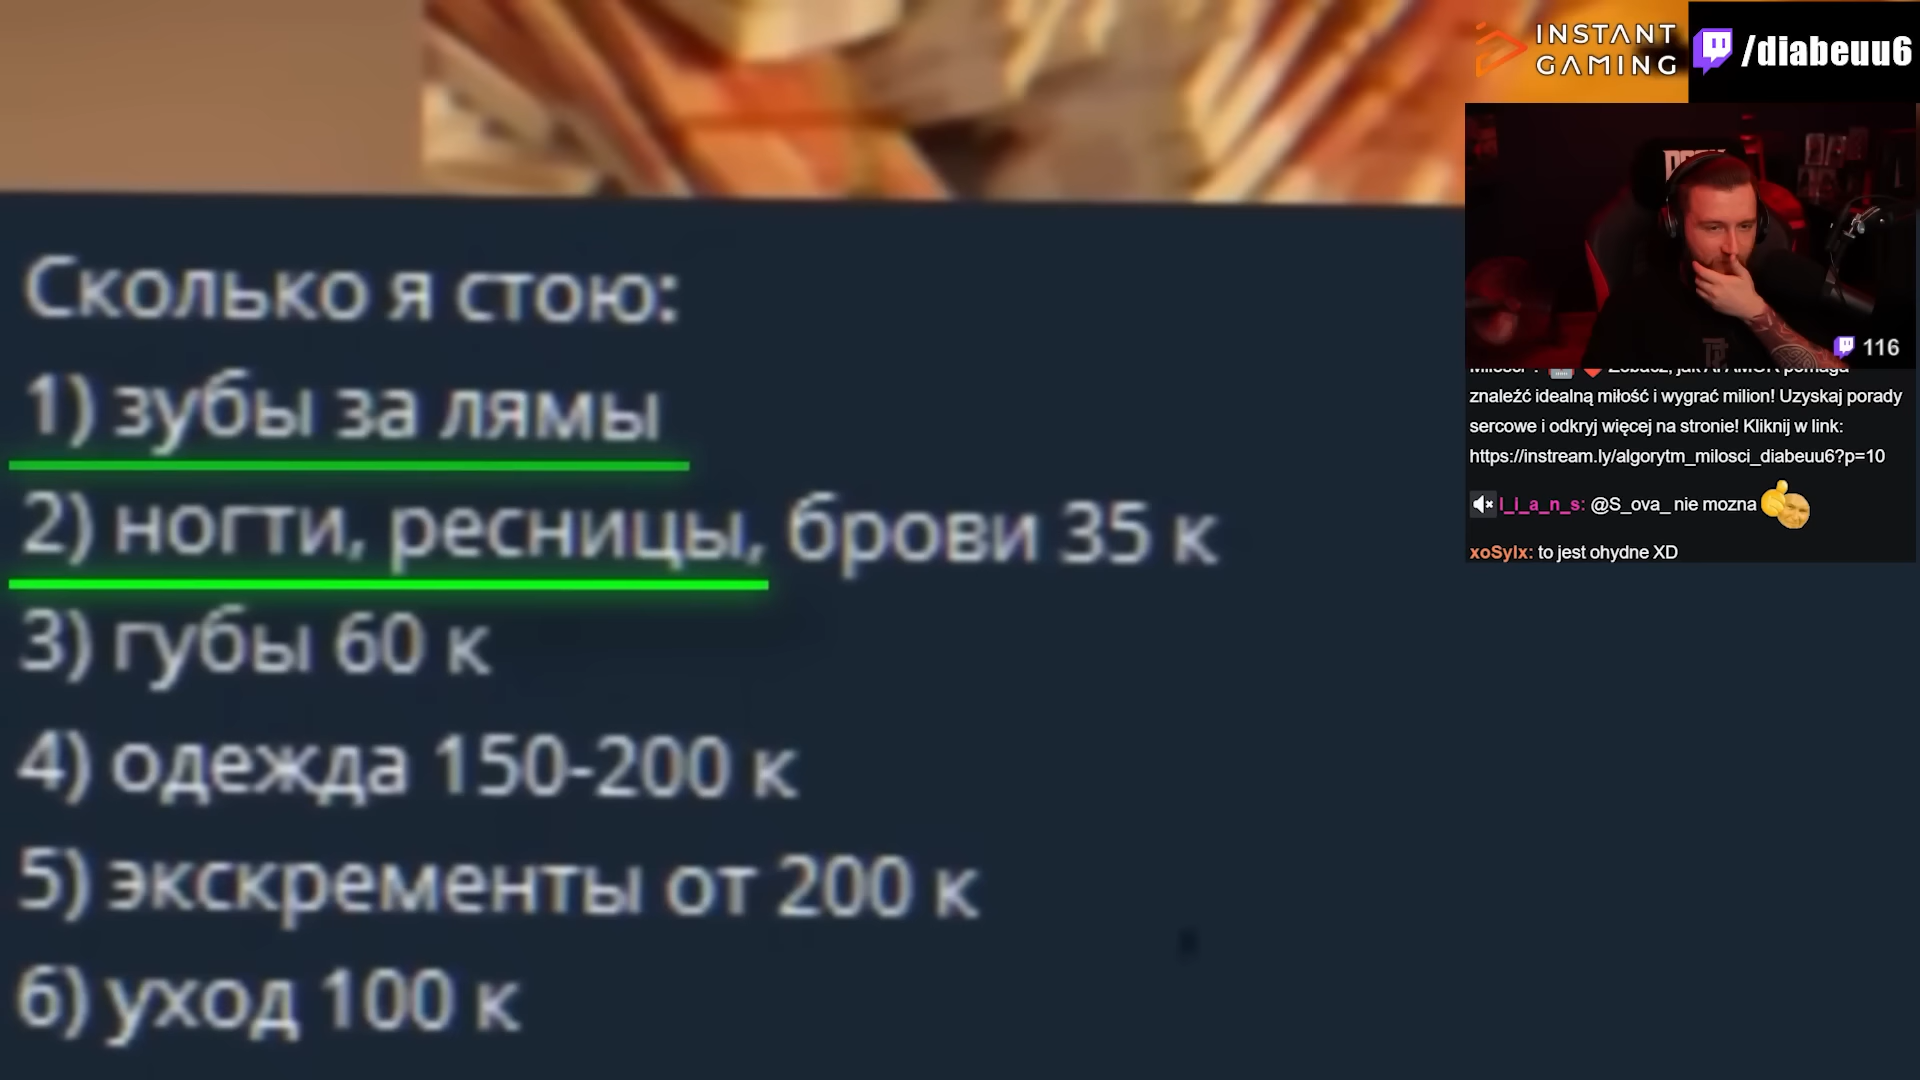 INSTANT
GAMING
/diabeuu6
Сколько я стою:
1) зубы за лямы
2) ногти, ресницы, брови 35 к
3) губы 60 к
4) одежда 150-200 к
5) экскременты от 200 к
6) уход 100 к
116
znaleźć idealną miłość i wygrać milion! Uzyskaj porady
sercowe i odkryj więcej na stronie! Kliknij w link:
https://instream.ly/algorytm_milosci_diabeuu6?p=10
l_i_a_n_s: @S_ova_ nie mozna
xoSylx: to jest ohydne XD